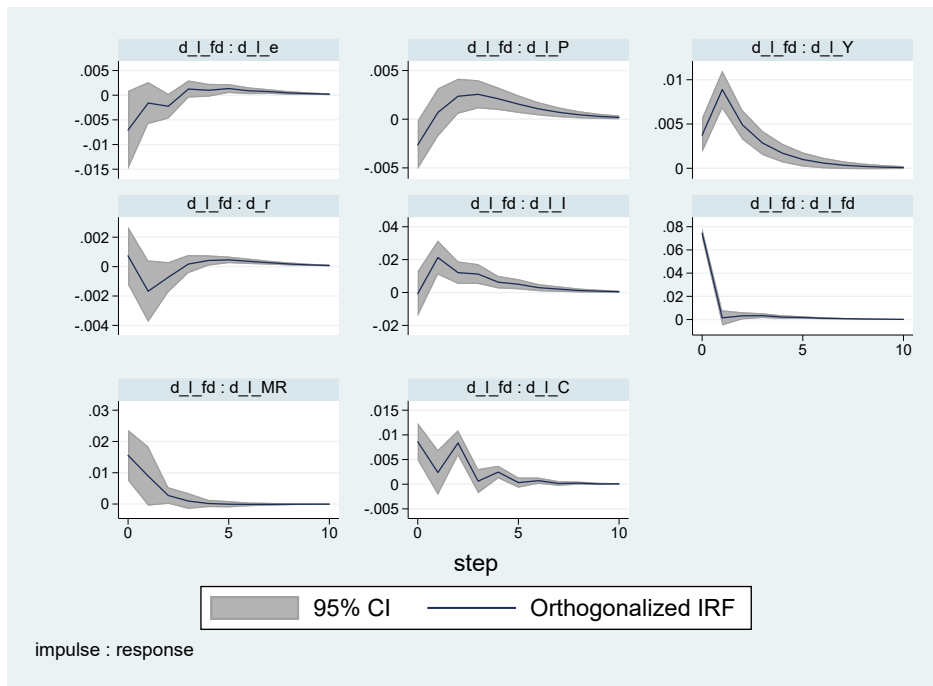 d_l_fd : d_l_e
d_l_fd : d_l_P
d_l_fd : d_l_Y
.005
0
-.005
-.01
-.015
.005
0
-.005
.01
.005
0
d_l_fd : d_r
d_l_fd : d_l_I
d_l_fd : d_l_fd
.002
0
-.002
-.004
.04
.02
0
-.02
.08
.06
.04
.02
0
0 5 10
d_l_fd : d_l_MR
d_l_fd : d_l_C
.03
.02
.01
0
0 5 10
.015
.01
.005
0
-.005
0 5 10
step
95% CI
Orthogonalized IRF
impulse : response